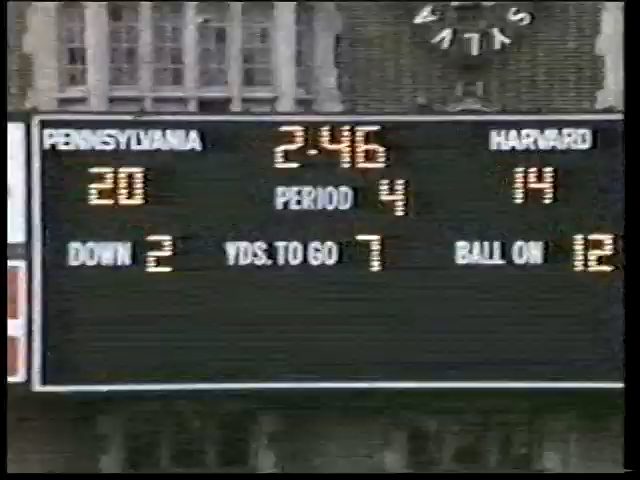 PENNSYLVANIA 2:46 HARVARD
20 PERIOD 4 14
DOWN 2 YDS. TO GO 7 BALL ON 12